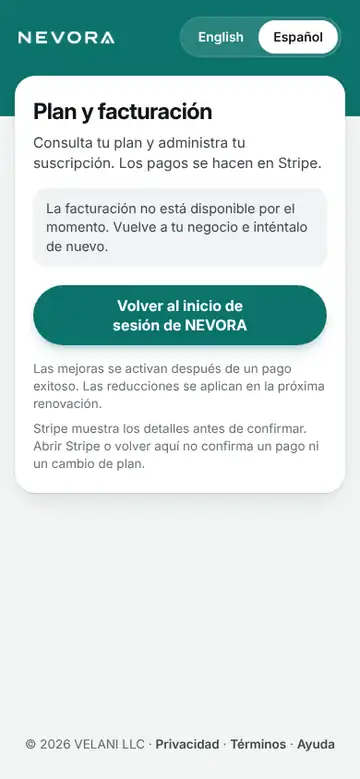 NEVORA
English
Español
Plan y facturación
Consulta tu plan y administra tu
suscripción. Los pagos se hacen en Stripe.
La facturación no está disponible por el
momento. Vuelve a tu negocio e inténtalo
de nuevo.
Volver al inicio de
sesión de NEVORA
Las mejoras se activan después de un pago
exitoso. Las reducciones se aplican en la próxima
renovación.
Stripe muestra los detalles antes de confirmar.
Abrir Stripe o volver aquí no confirma un pago ni
un cambio de plan.
© 2026 VELANI LLC · Privacidad · Términos · Ayuda